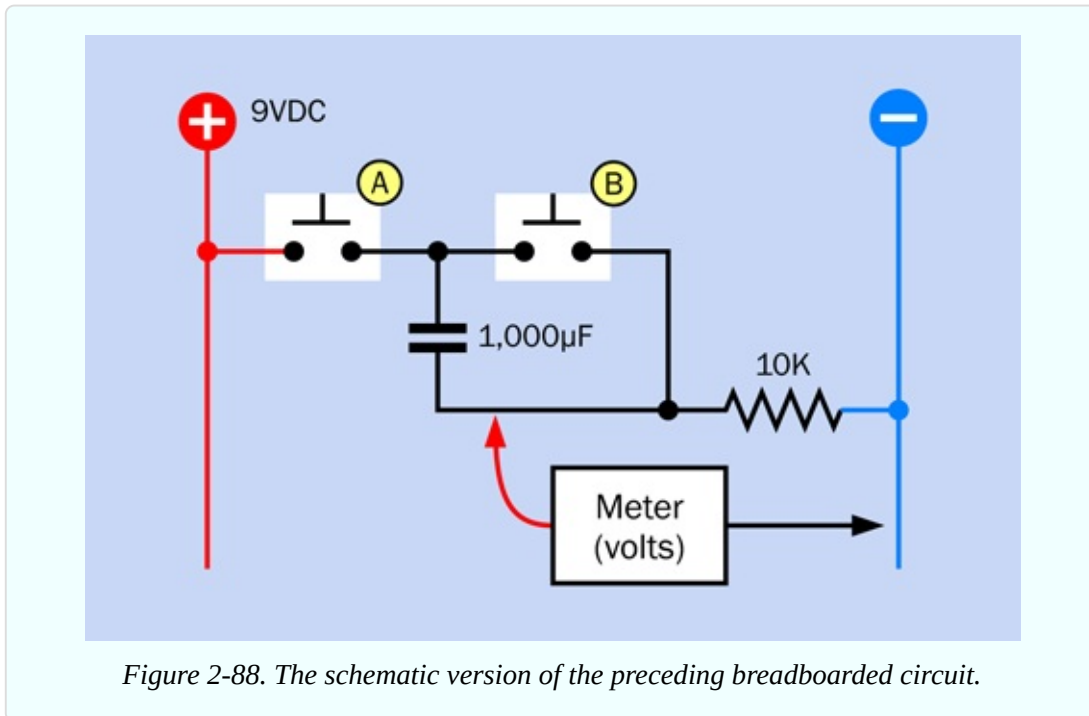 9VDC
A
B
1,000µF
10K
Meter
(volts)
Figure 2-88. The schematic version of the preceding breadboarded circuit.